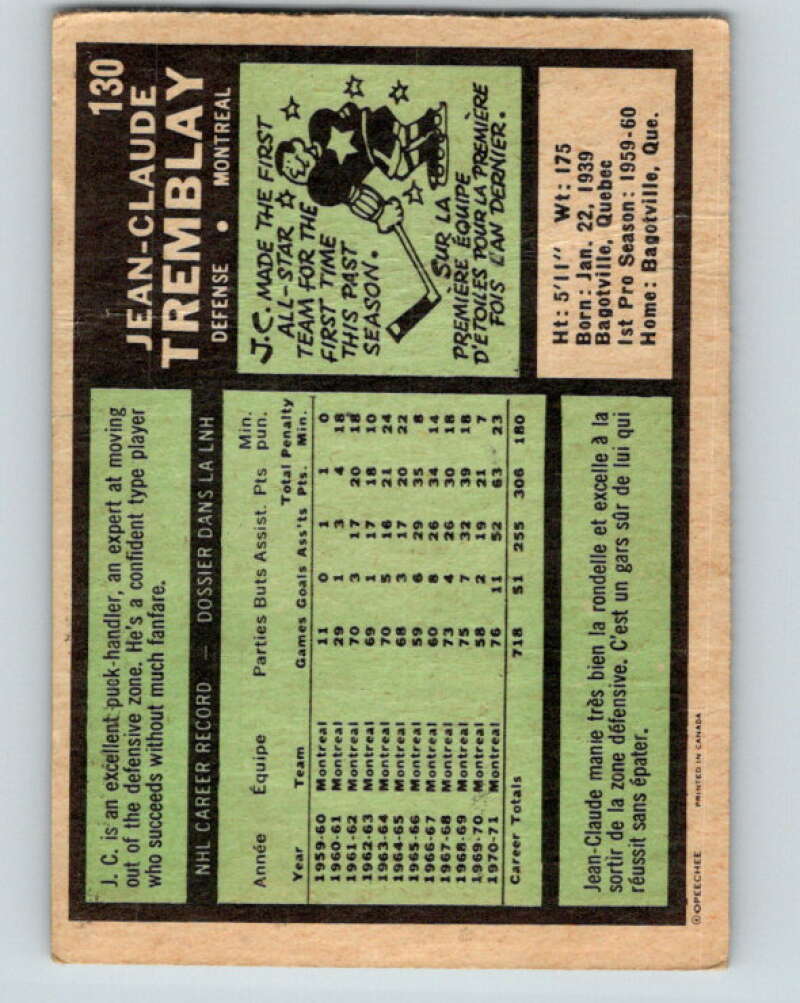 130
JEAN-CLAUDE
TREMBLAY
DEFENSE • MONTREAL
J. C. is an excellent puck-handler, an expert at moving
out of the defensive zone. He's a confident type player
who succeeds without much fanfare.
NHL CAREER RECORD — DOSSIER DANS LA LNH
Année Équipe Parties Buts Assist. Pts Min. pun.
Year Team Games Goals Ass'ts Total Pts. Penalty Min.
1959-60 Montreal 11 0 1 1 0
1960-61 Montreal 29 1 3 4 18
1961-62 Montreal 70 3 17 20 18
1962-63 Montreal 69 1 17 18 10
1963-64 Montreal 70 5 16 21 24
1964-65 Montreal 68 3 17 20 22
1965-66 Montreal 59 6 29 35 8
1966-67 Montreal 60 8 26 34 14
1967-68 Montreal 73 4 26 30 18
1968-69 Montreal 75 7 32 39 18
1969-70 Montreal 58 2 19 21 7
1970-71 Montreal 76 11 52 63 23
Career Totals 718 51 255 306 180
Jean-Claude manie très bien la rondelle et excelle à la
sortir de la zone défensive. C'est un gars sûr de lui qui
réussit sans épater.
J.C. MADE THE FIRST
ALL-STAR
TEAM FOR THE
FIRST TIME
THIS PAST
SEASON.
SUR LA
PREMIÈRE ÉQUIPE
D'ÉTOILES POUR LA PREMIÈRE
FOIS L'AN DERNIER.
Ht: 5'11" Wt: 175
Born: Jan. 22, 1939
Bagotville, Quebec
1st Pro Season: 1959-60
Home: Bagotville, Que.
©OPEECHEE PRINTED IN CANADA